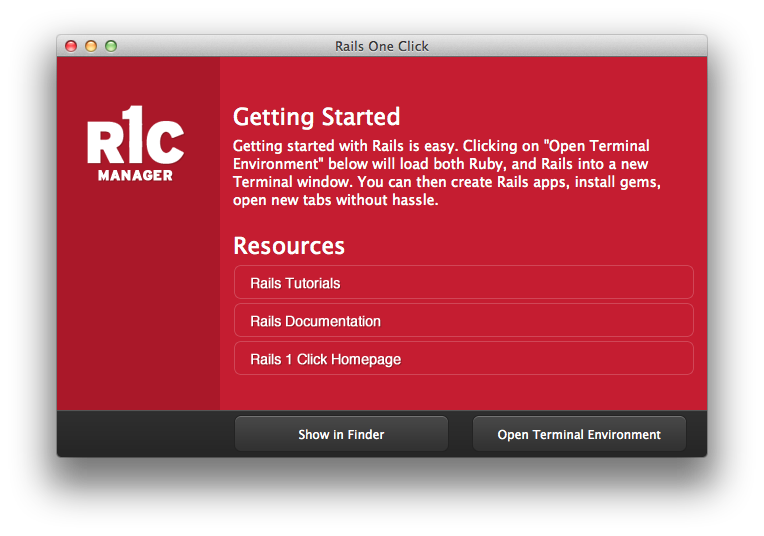 Rails One Click
R1C
MANAGER
Getting Started
Getting started with Rails is easy. Clicking on "Open Terminal
Environment" below will load both Ruby, and Rails into a new
Terminal window. You can then create Rails apps, install gems,
open new tabs without hassle.
Resources
Rails Tutorials
Rails Documentation
Rails 1 Click Homepage
Show in Finder
Open Terminal Environment